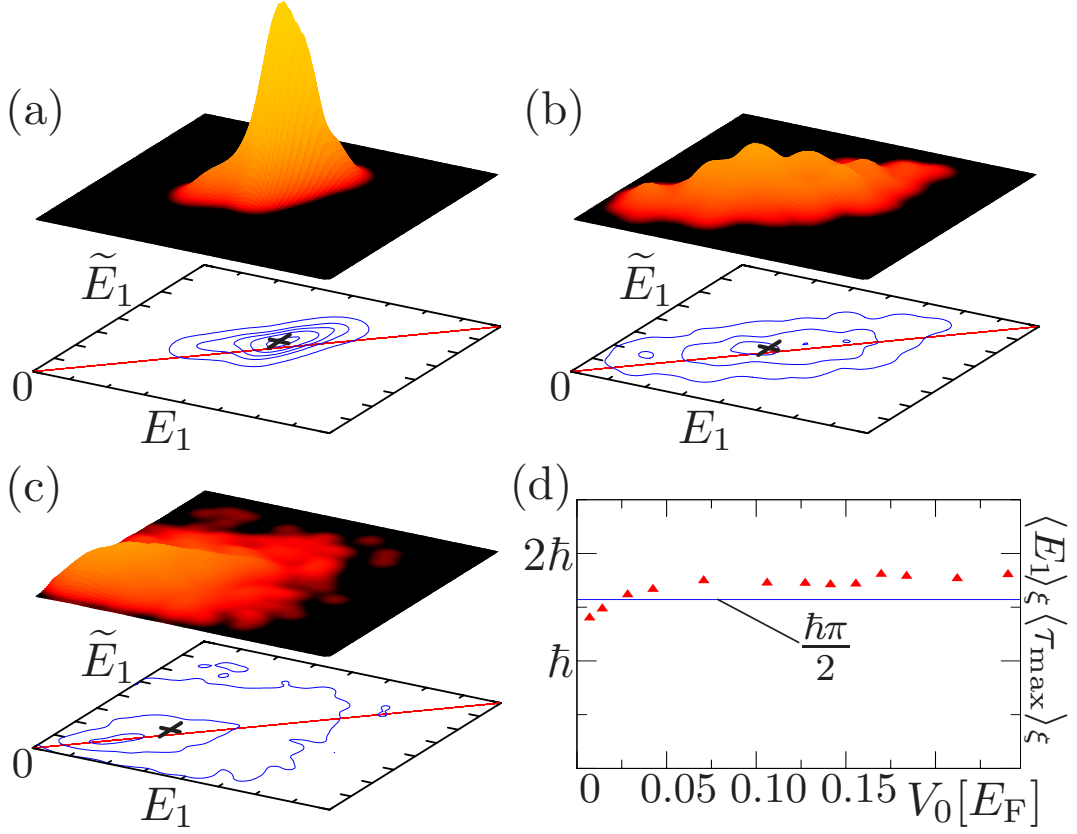 (a)
(b)
Ẽ₁
Ẽ₁
0
0
E₁
E₁
(c)
(d)
2ħ
ħ
ħπ/2
⟨E₁⟩ξ ⟨τmax⟩ξ
Ẽ₁
0
E₁
0 0.05 0.10 0.15 V₀[E_F]